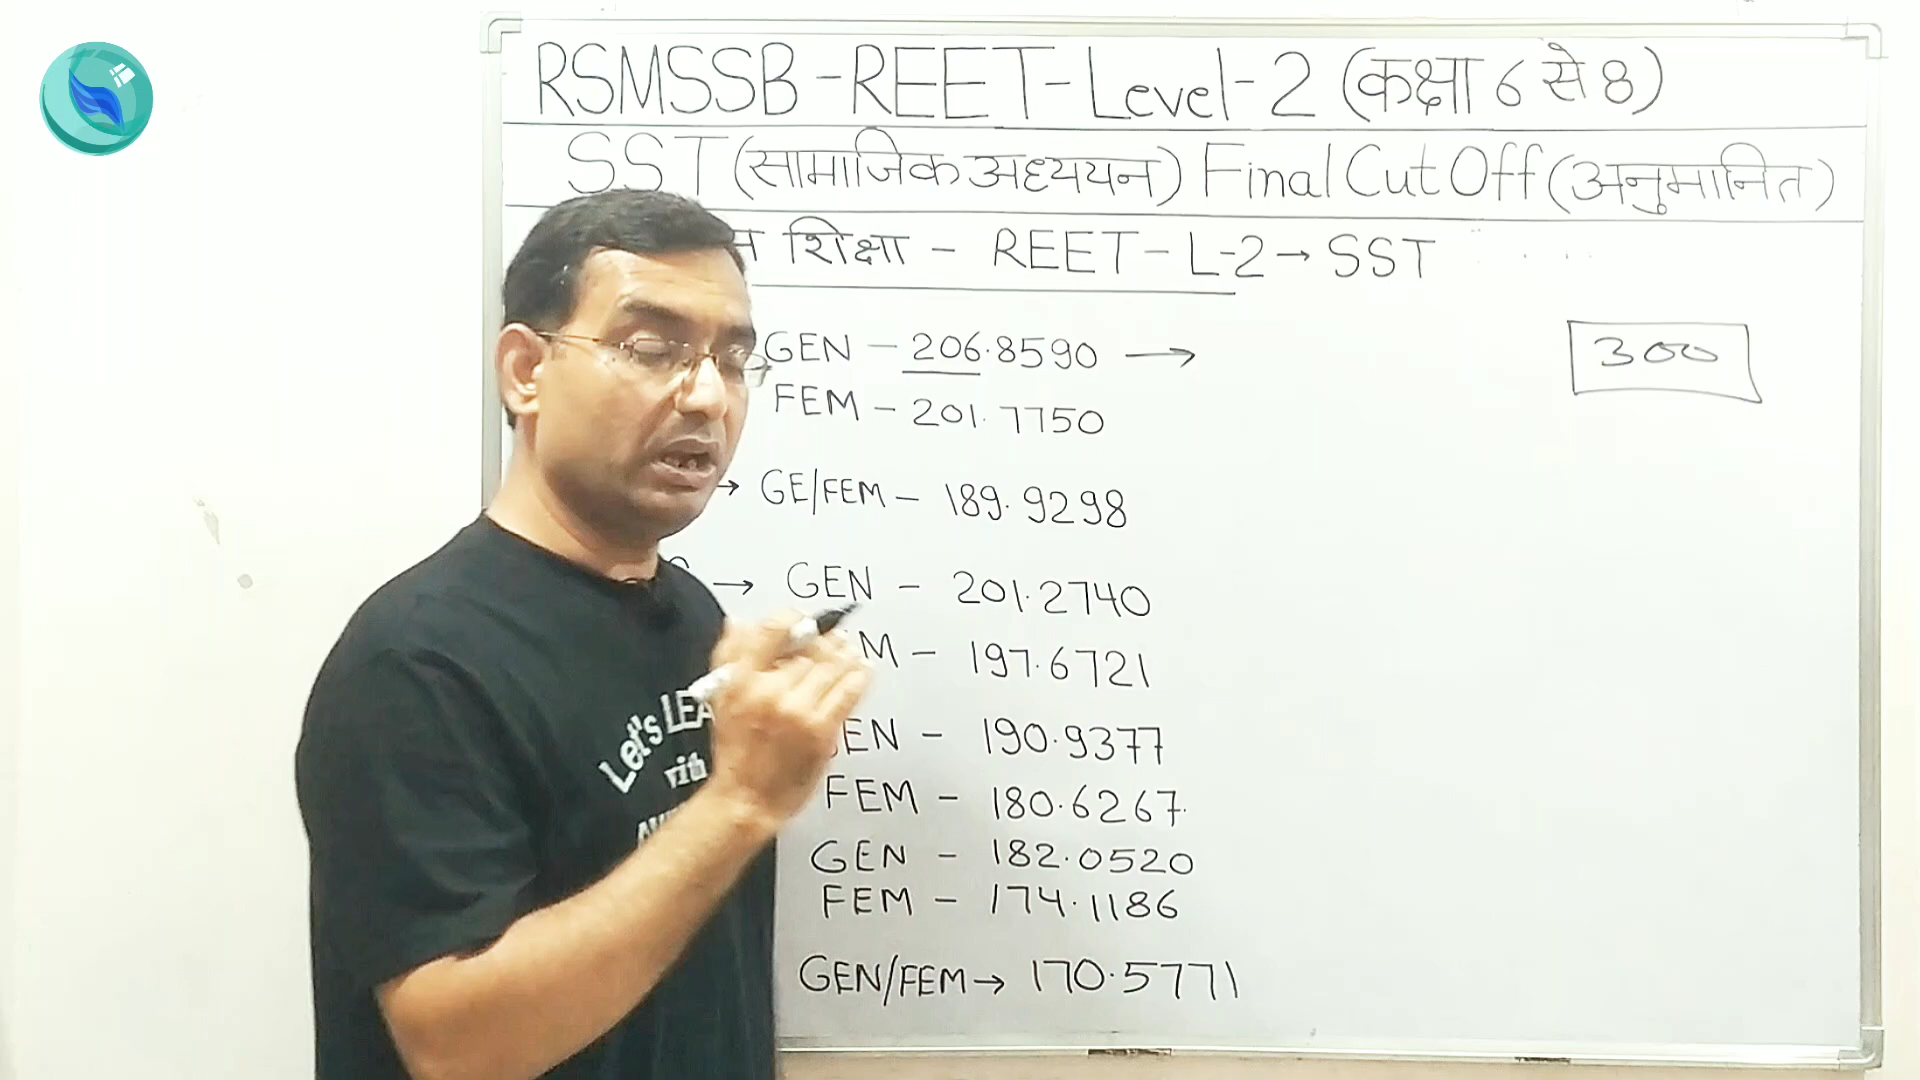 RSMSSB-REET-Level-2 (कक्षा 6 से 8)
SST (सामाजिक अध्ययन) Final Cut Off (अनुमानित)
शिक्षा - REET - L-2 → SST
GEN - 206.8590 →
300
FEM - 201.7750
→ GE/FEM - 189.9298
→ GEN - 201.2740
M - 197.6721
EN - 190.9377
FEM - 180.6267
GEN - 182.0520
FEM - 174.1186
GEN/FEM → 170.5771
Let's LEA
with